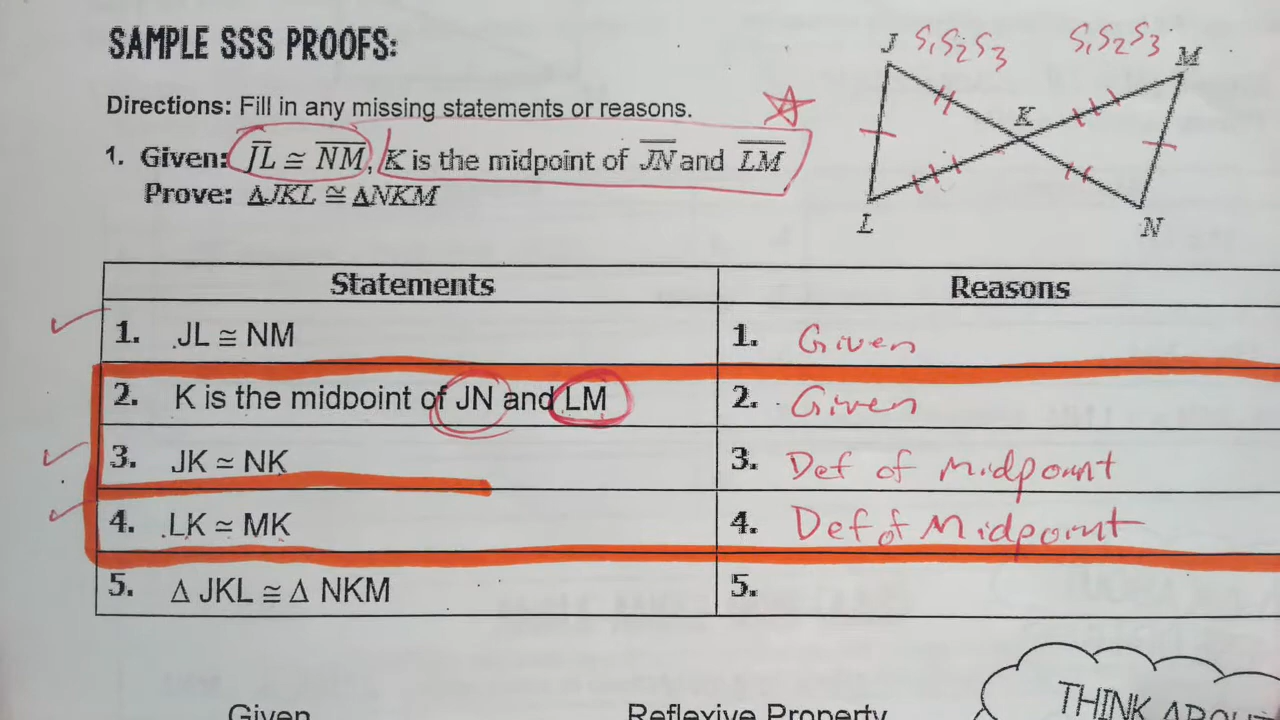 SAMPLE SSS PROOFS:
Directions: Fill in any missing statements or reasons.
1. Given: JL ≅ NM, K is the midpoint of JN and LM
Prove: ΔJKL ≅ ΔNKM
J S₁S₂S₃ S₁S₂S₃ M
K
L N
Statements Reasons
1. JL ≅ NM 1. Given
2. K is the midpoint of JN and LM 2. Given
3. JK ≃ NK 3. Def of Midpoint
4. LK ≃ MK 4. Def of Midpoint
5. Δ JKL ≅ Δ NKM 5.
THINK ABOU
Given Reflexive Property